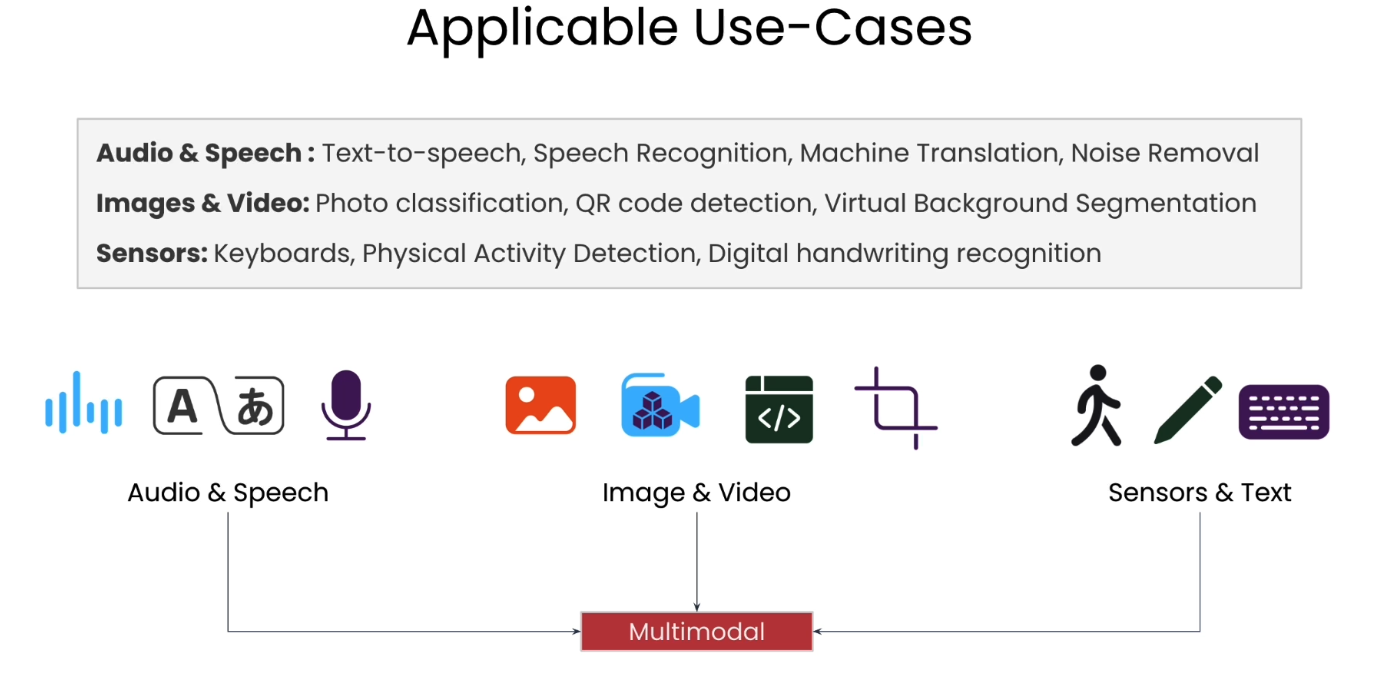 Applicable Use-Cases
Audio & Speech : Text-to-speech, Speech Recognition, Machine Translation, Noise Removal
Images & Video: Photo classification, QR code detection, Virtual Background Segmentation
Sensors: Keyboards, Physical Activity Detection, Digital handwriting recognition
A あ
</>
Audio & Speech
Image & Video
Sensors & Text
Multimodal